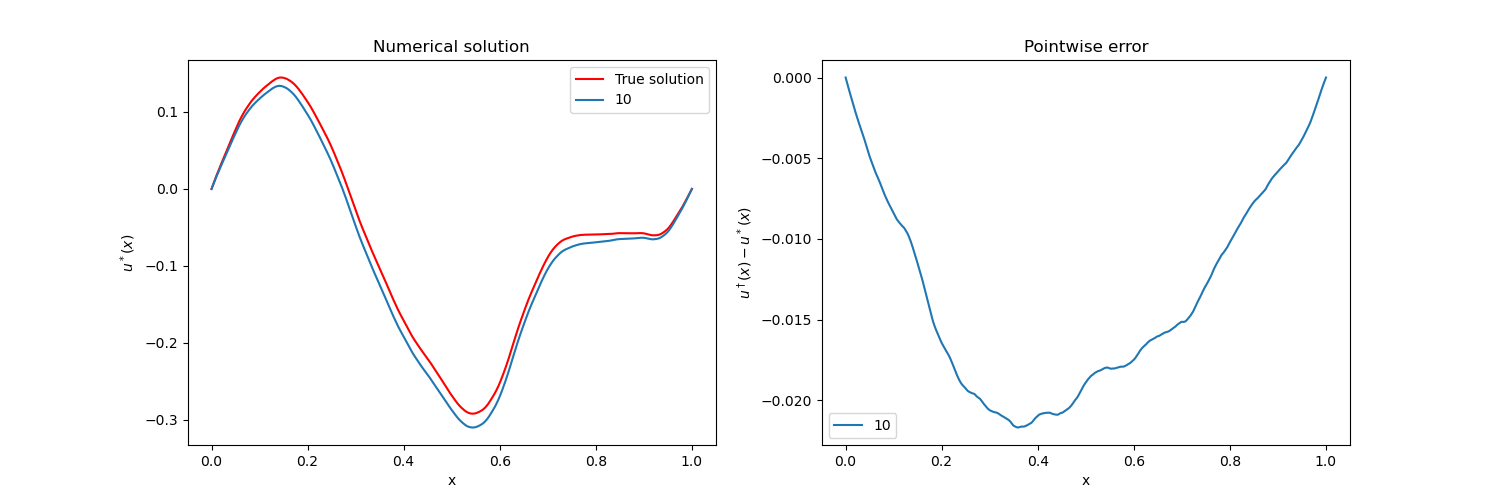 Numerical solution
True solution
10
0.1
0.0
−0.1
−0.2
−0.3
u*(x)
0.0 0.2 0.4 0.6 0.8 1.0
x
Pointwise error
0.000
−0.005
−0.010
−0.015
−0.020
u†(x) − u*(x)
10
0.0 0.2 0.4 0.6 0.8 1.0
x